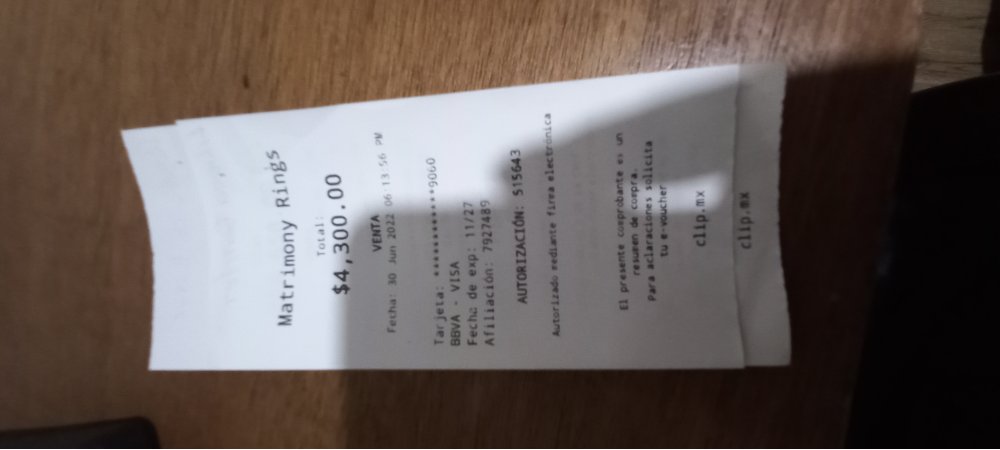 Matrimony Rings
Total:
$4,300.00
VENTA
Fecha: 30 Jun 2022 06:13:56 PM
Tarjeta: ************9060
BBVA - VISA
Fecha de exp: 11/27
Afiliación: 7927489
AUTORIZACIÓN: 515643
Autorizado mediante firma electrónica
El presente comprobante es un
resumen de compra.
Para aclaraciones solicita
tu e-voucher
clip.mx
clip.mx